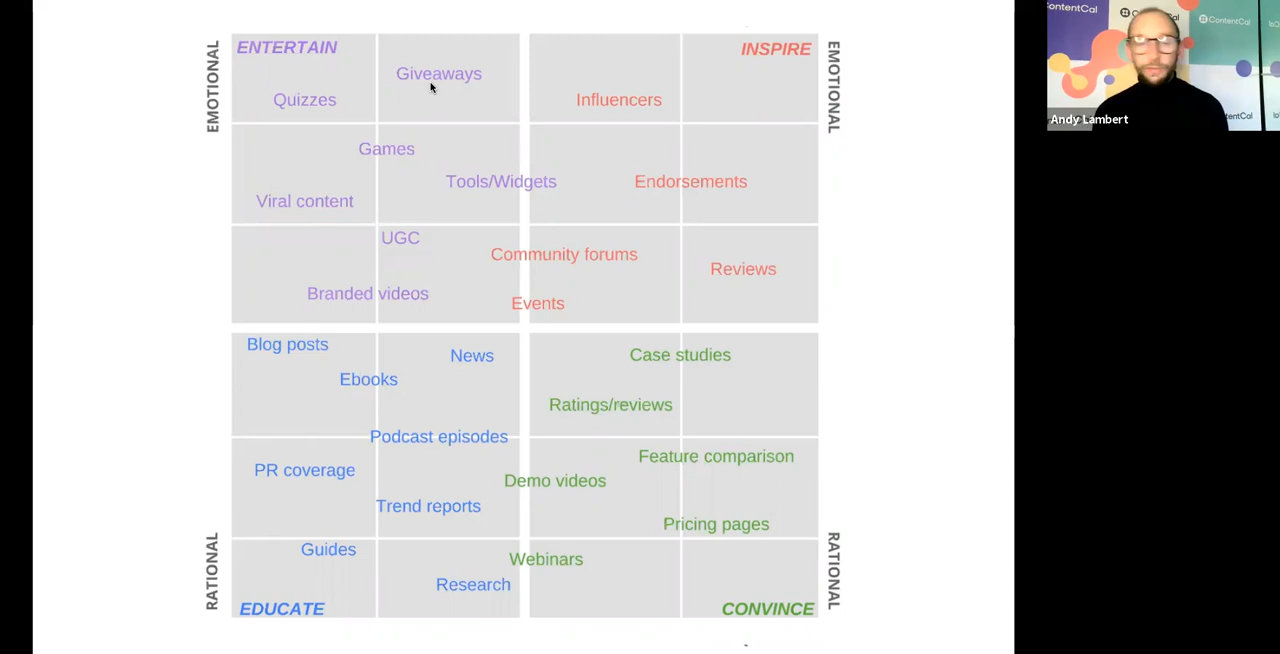 ENTERTAIN
INSPIRE
EMOTIONAL
EMOTIONAL
Giveaways
Quizzes
Influencers
Games
Tools/Widgets
Endorsements
Viral content
UGC
Community forums
Reviews
Branded videos
Events
Blog posts
News
Case studies
Ebooks
Ratings/reviews
Podcast episodes
PR coverage
Feature comparison
Demo videos
Trend reports
Pricing pages
Guides
Webinars
Research
RATIONAL
RATIONAL
EDUCATE
CONVINCE
ContentCal
Andy Lambert